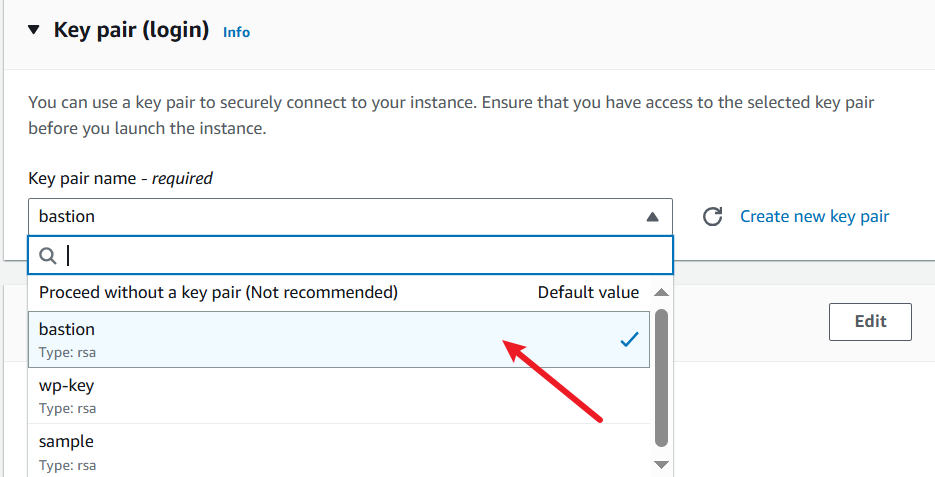 Key pair (login) Info
You can use a key pair to securely connect to your instance. Ensure that you have access to the selected key pair
before you launch the instance.
Key pair name - required
bastion
Create new key pair
Proceed without a key pair (Not recommended) Default value
bastion
Type: rsa
Edit
wp-key
Type: rsa
sample
Type: rsa